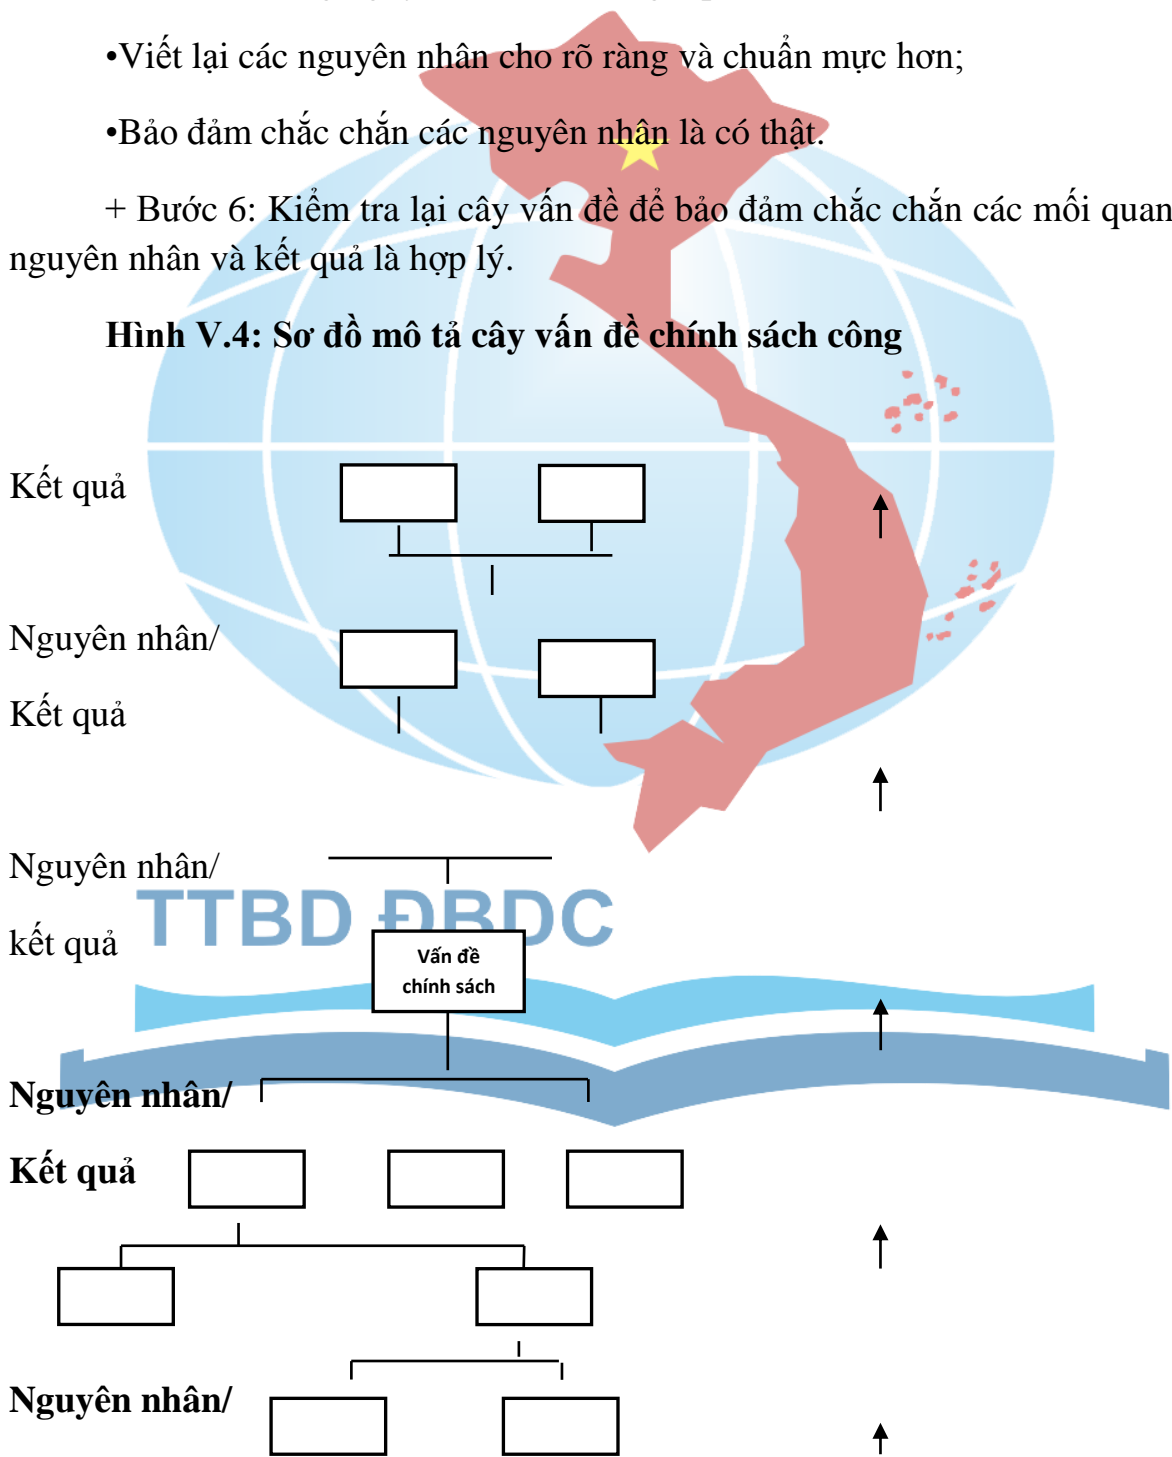 •Viết lại các nguyên nhân cho rõ ràng và chuẩn mực hơn;
•Bảo đảm chắc chắn các nguyên nhân là có thật.
+ Bước 6: Kiểm tra lại cây vấn đề để bảo đảm chắc chắn các mối quan
nguyên nhân và kết quả là hợp lý.
Hình V.4: Sơ đồ mô tả cây vấn đề chính sách công
Kết quả
Nguyên nhân/
Kết quả
Nguyên nhân/
kết quả
TTBD ĐBDC
Vấn đề
chính sách
Nguyên nhân/
Kết quả
Nguyên nhân/